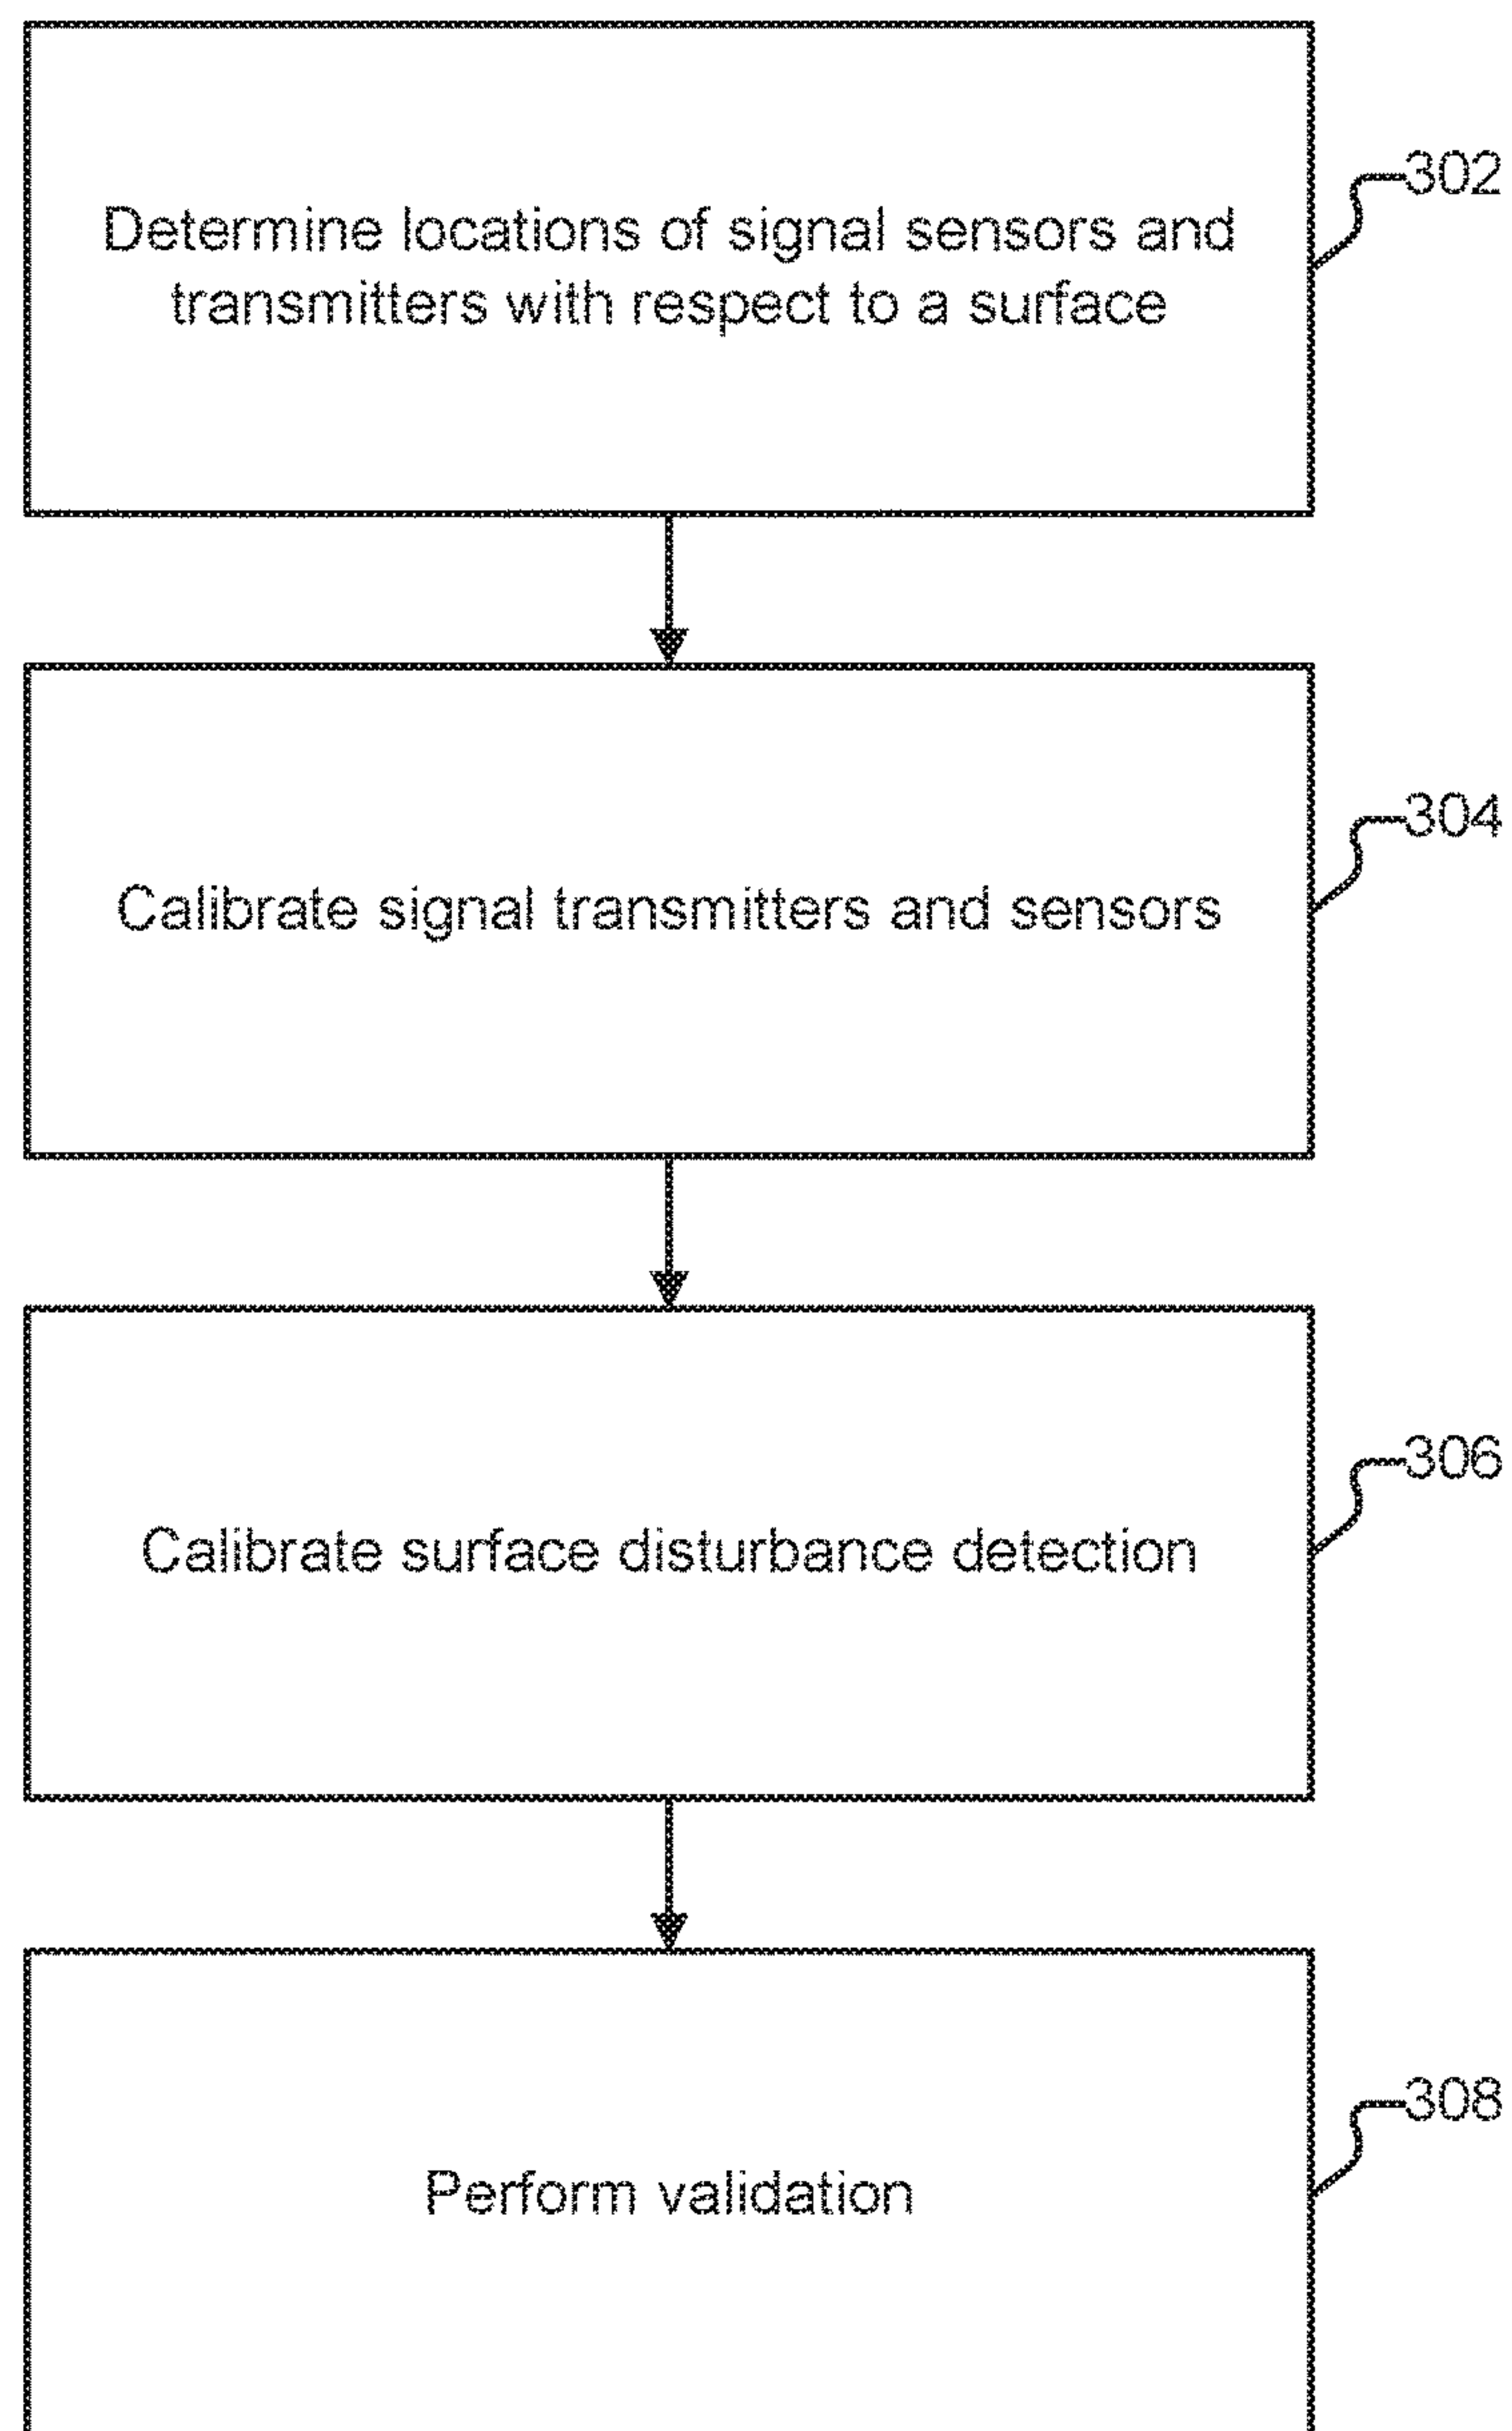 Determine locations of signal sensors and
transmitters with respect to a surface
302
Calibrate signal transmitters and sensors
304
Calibrate surface disturbance detection
306
Perform validation
308